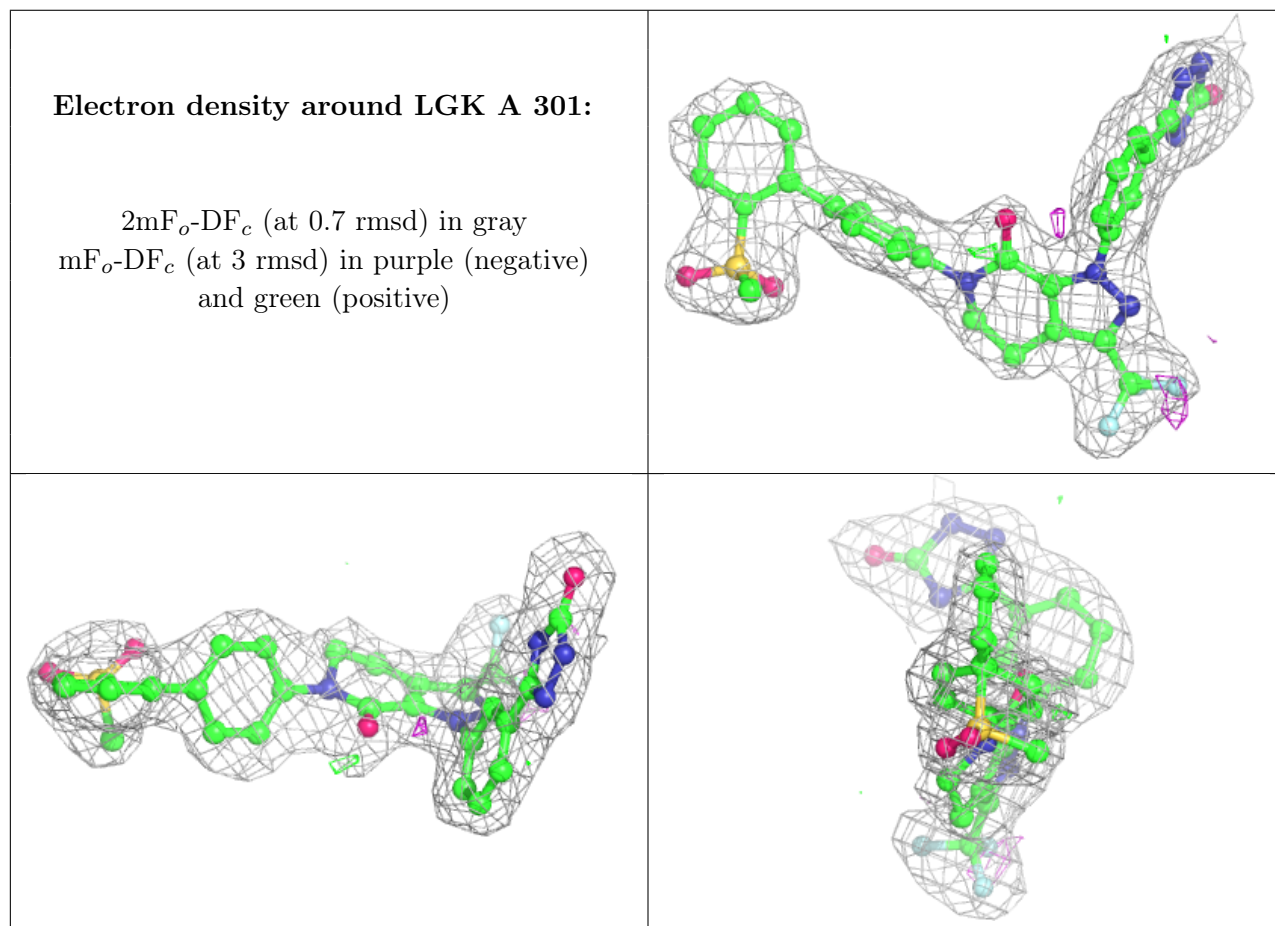 Electron density around LGK A 301:
2mFo-DFc (at 0.7 rmsd) in gray
mFo-DFc (at 3 rmsd) in purple (negative)
and green (positive)